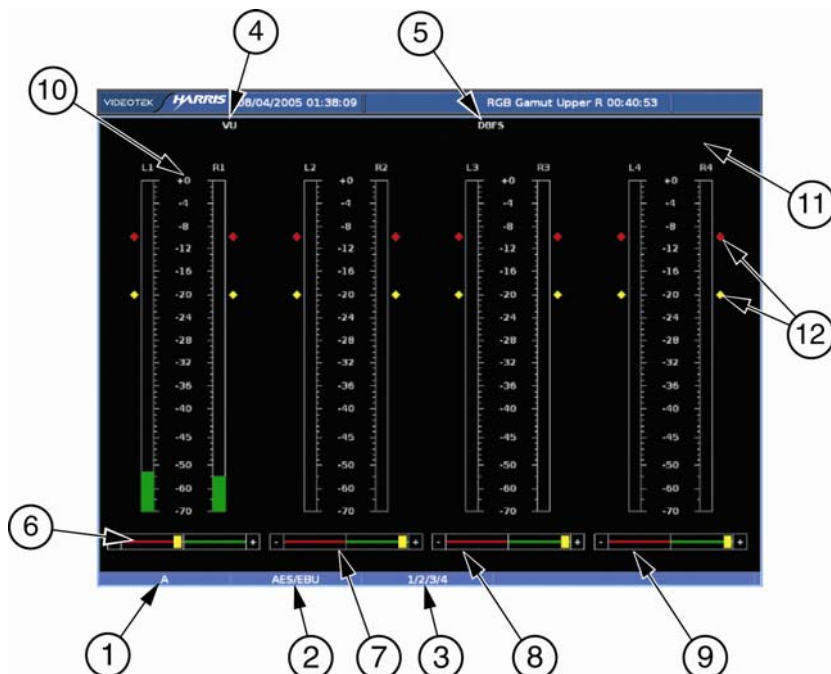 4 5
10
VIDEOTEK HARRIS 08/04/2005 01:38:09 RGB Gamut Upper R 00:40:53
VU DBFS
11
L1 R1 L2 R2 L3 R3 L4 R4
+0 +0 +0 +0
-4 -4 -4 -4
-8 -8 -8 -8
-12 -12 -12 -12
-16 -16 -16 -16
-20 -20 -20 -20
12
-24 -24 -24 -24
-28 -28 -28 -28
-32 -32 -32 -32
-36 -36 -36 -36
-40 -40 -40 -40
-45 -45 -45 -45
-50 -50 -50 -50
-60 -60 -60 -60
-70 -70 -70 -70
6
+ - + - + - +
A AES/EBU 1/2/3/4
1 2 7 3 8 9